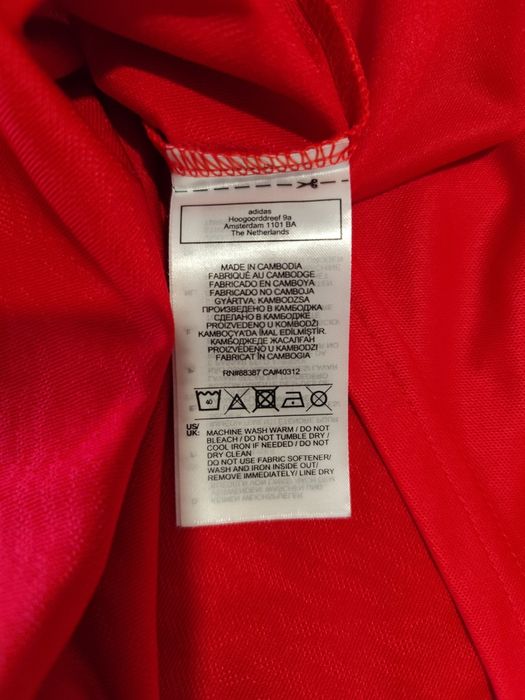 adidas
Hoogoorddreef 9a
Amsterdam 1101 BA
The Netherlands
MADE IN CAMBODIA
FABRIQUÉ AU CAMBODGE
FABRICADO EN CAMBOYA
FABRICADO NO CAMBOJA
GYÁRTVA: KAMBODZSA
ПРОИЗВЕДЕНО В КАМБОДЖА
СДЕЛАНО В КАМБОДЖЕ
PROIZVEDENO U KOMBODŽI
KAMBOÇYA'DA İMAL EDİLMİŞTİR.
КАМБОДЖЕДЕ ЖАСАЛҒАН
PROIZVEDENO U KAMBODŽI
FABRICAT ÎN CAMBOGIA
RN#88387 CA#40312
40
US/
UK:
MACHINE WASH WARM / DO NOT
BLEACH / DO NOT TUMBLE DRY /
COOL IRON IF NEEDED / DO NOT
DRY CLEAN
DO NOT USE FABRIC SOFTENER/
WASH AND IRON INSIDE OUT/
REMOVE IMMEDIATELY/ LINE DRY